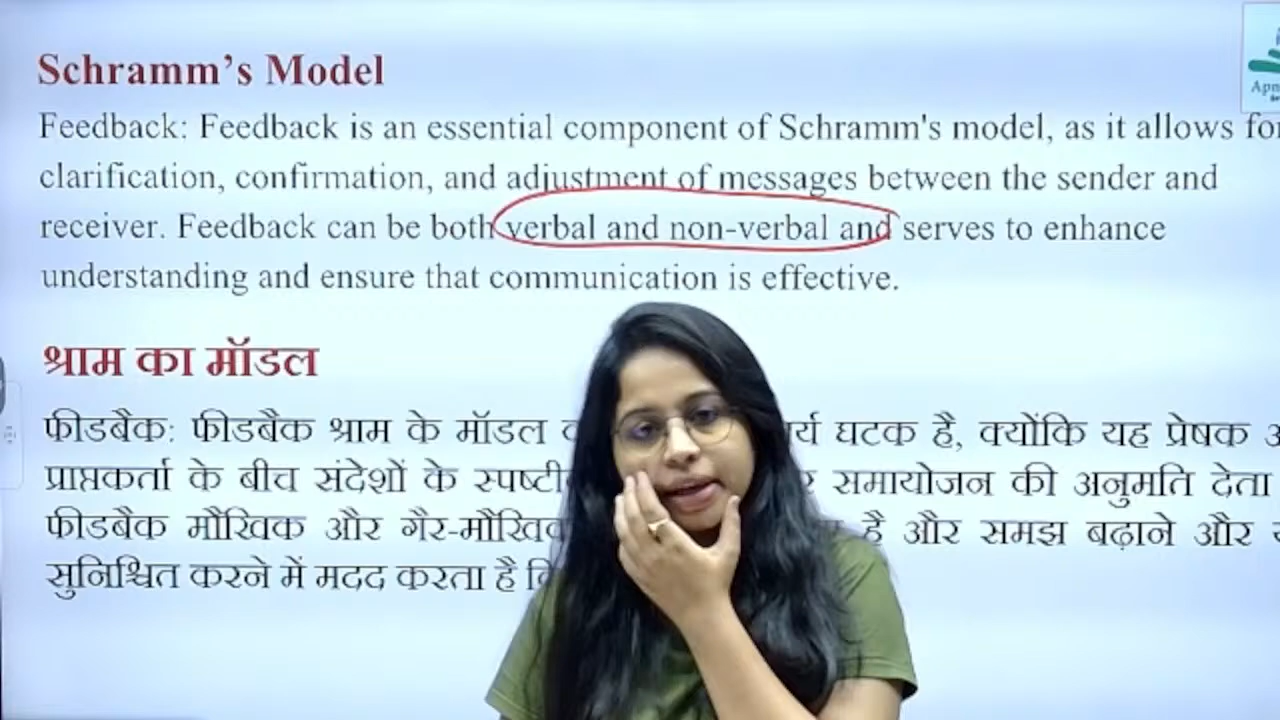 Schramm’s Model
Feedback: Feedback is an essential component of Schramm's model, as it allows for
clarification, confirmation, and adjustment of messages between the sender and
receiver. Feedback can be both verbal and non-verbal and serves to enhance
understanding and ensure that communication is effective.
श्राम का मॉडल
फीडबैक: फीडबैक श्राम के मॉडल घटक है, क्योंकि यह प्रेषक
प्राप्तकर्ता के बीच संदेशों के समायोजन की अनुमति देता
फीडबैक मौखिक और है और समझ बढ़ाने और
सुनिश्चित करने में मदद करता है